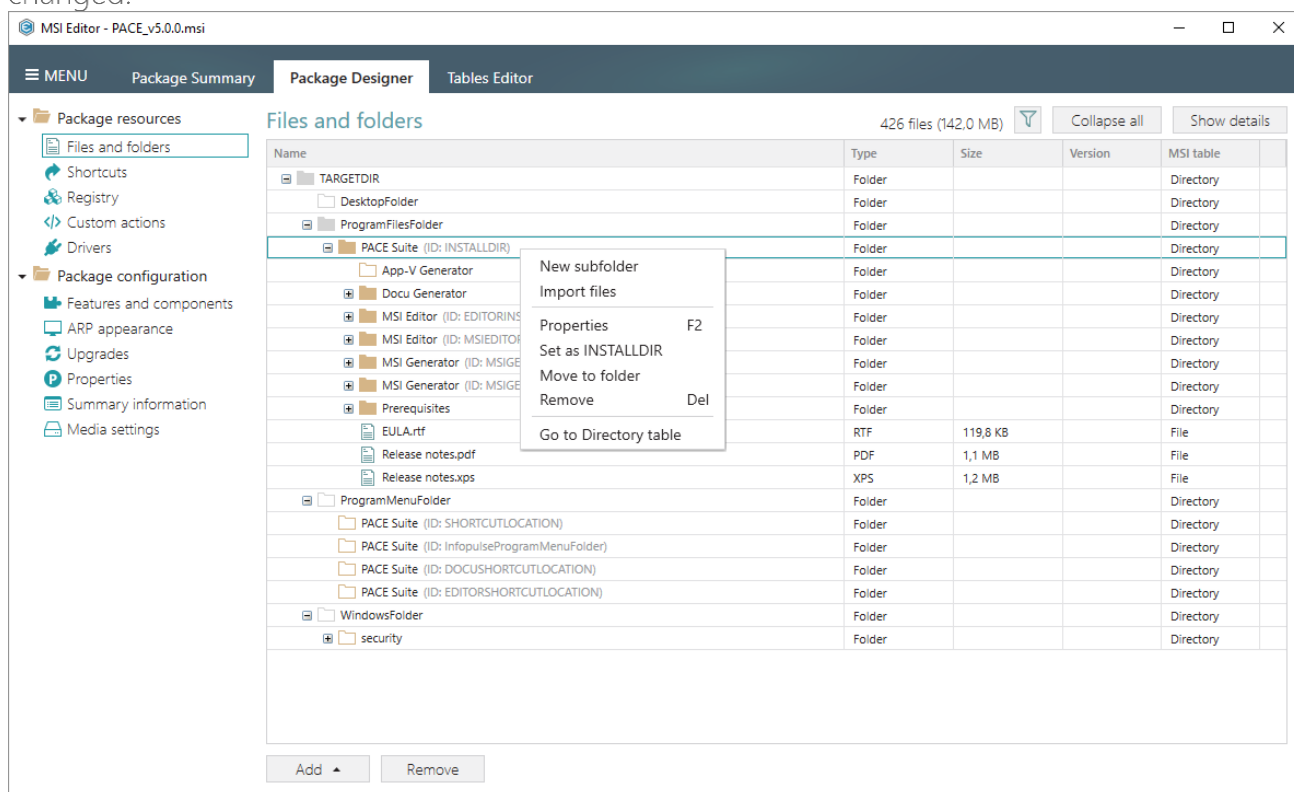 changed.
MSI Editor - PACE_v5.0.0.msi
MENU Package Summary Package Designer Tables Editor
Package resources
Files and folders
Shortcuts
Registry
Custom actions
Drivers
Package configuration
Features and components
ARP appearance
Upgrades
Properties
Summary information
Media settings
Files and folders 426 files (142,0 MB) Collapse all Show details
Name Type Size Version MSI table
TARGETDIR Folder Directory
DesktopFolder Folder Directory
ProgramFilesFolder Folder Directory
PACE Suite (ID: INSTALLDIR) Folder Directory
App-V Generator Folder Directory
Docu Generator Folder Directory
MSI Editor (ID: EDITORINS Folder Directory
MSI Editor (ID: MSIEDITOR Folder Directory
MSI Generator (ID: MSIGE Folder Directory
MSI Generator (ID: MSIGE Folder Directory
Prerequisites Folder Directory
EULA.rtf RTF 119,8 KB File
Release notes.pdf PDF 1,1 MB File
Release notes.xps XPS 1,2 MB File
ProgramMenuFolder Folder Directory
PACE Suite (ID: SHORTCUTLOCATION) Folder Directory
PACE Suite (ID: InfopulseProgramMenuFolder) Folder Directory
PACE Suite (ID: DOCUSHORTCUTLOCATION) Folder Directory
PACE Suite (ID: EDITORSHORTCUTLOCATION) Folder Directory
WindowsFolder Folder Directory
security Folder Directory
New subfolder
Import files
Properties F2
Set as INSTALLDIR
Move to folder
Remove Del
Go to Directory table
Add Remove